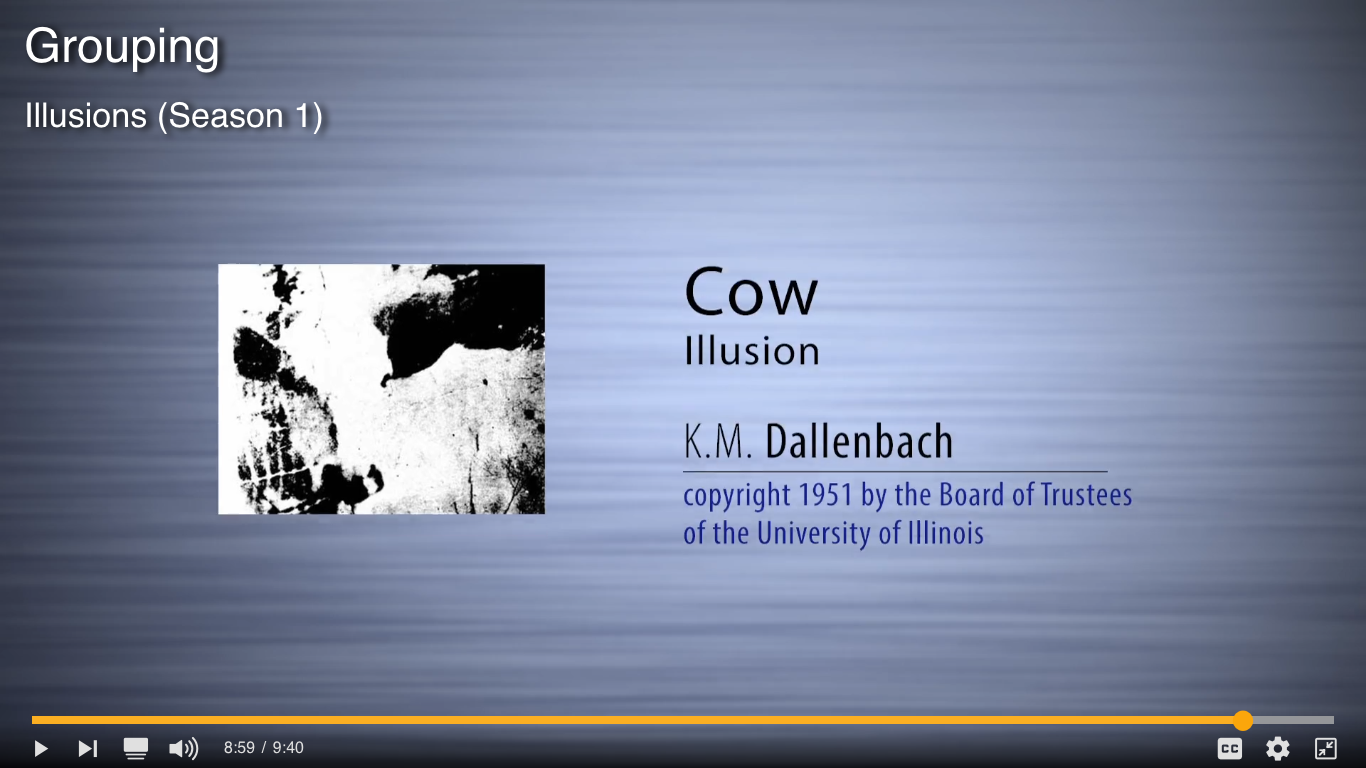 Grouping
Illusions (Season 1)
Cow
Illusion
K.M. Dallenbach
copyright 1951 by the Board of Trustees
of the University of Illinois
8:59 / 9:40
CC